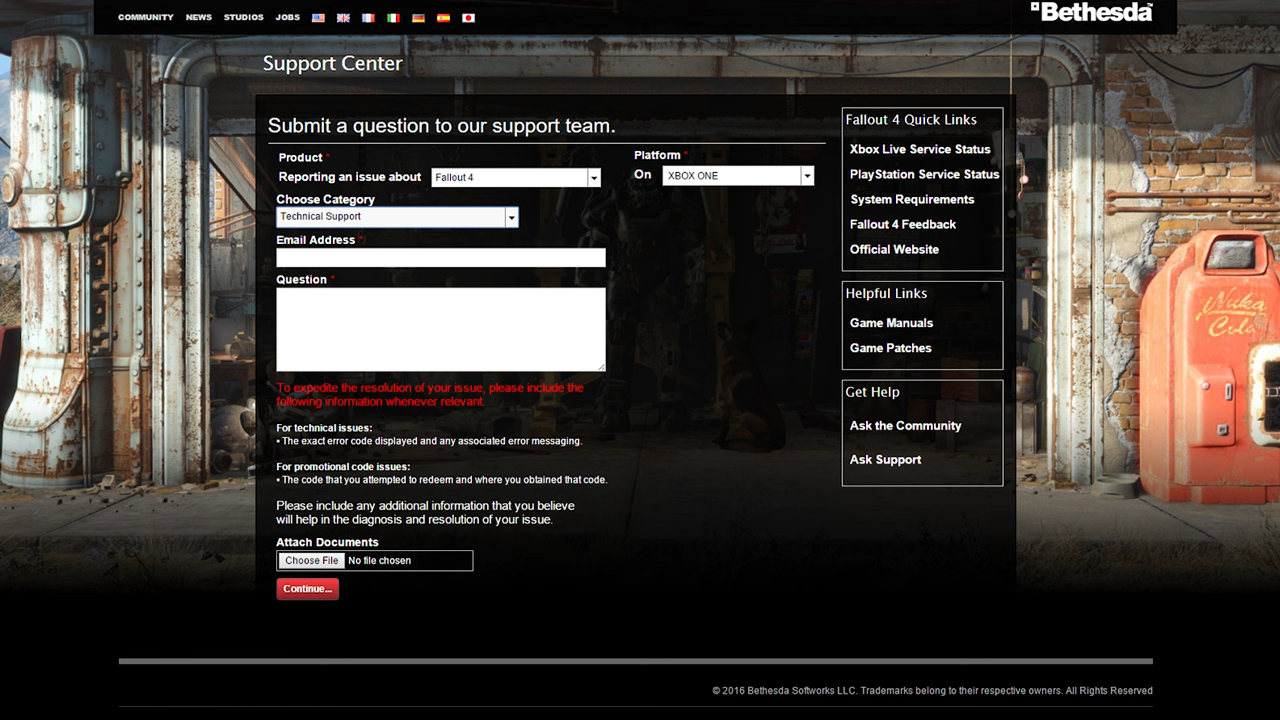 COMMUNITY NEWS STUDIOS JOBS
Bethesda
Support Center
Submit a question to our support team.
Product *
Reporting an issue about Fallout 4
Platform *
On XBOX ONE
Choose Category
Technical Support
Email Address *
Question *
To expedite the resolution of your issue, please include the
following information whenever relevant.
For technical issues:
• The exact error code displayed and any associated error messaging.
For promotional code issues:
• The code that you attempted to redeem and where you obtained that code.
Please include any additional information that you believe
will help in the diagnosis and resolution of your issue.
Attach Documents
Choose File No file chosen
Continue...
Fallout 4 Quick Links
Xbox Live Service Status
PlayStation Service Status
System Requirements
Fallout 4 Feedback
Official Website
Helpful Links
Game Manuals
Game Patches
Get Help
Ask the Community
Ask Support
Nuka
Cola
© 2016 Bethesda Softworks LLC. Trademarks belong to their respective owners. All Rights Reserved